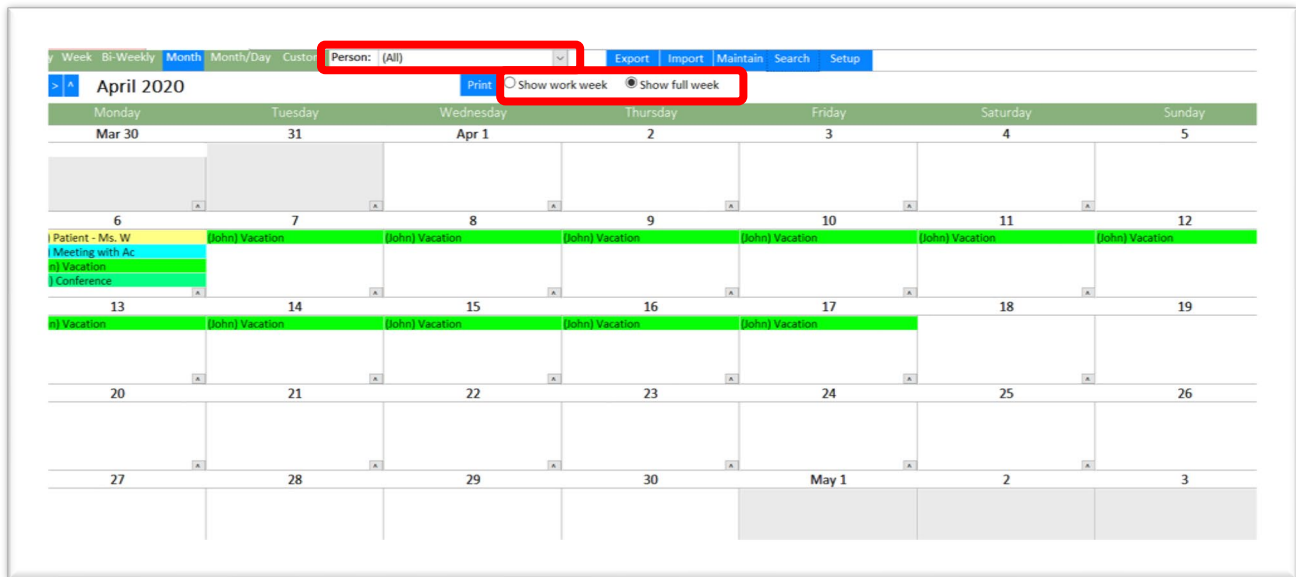 y Week Bi-Weekly Month Month/Day Custom Person: (All) Export Import Maintain Search Setup
> ^ April 2020 Print Show work week Show full week
Monday Tuesday Wednesday Thursday Friday Saturday Sunday
Mar 30 31 Apr 1 2 3 4 5
6 7 8 9 10 11 12
) Patient - Ms. W (John) Vacation (John) Vacation (John) Vacation (John) Vacation (John) Vacation (John) Vacation
) Meeting with Ac
n) Vacation
) Conference
13 14 15 16 17 18 19
n) Vacation (John) Vacation (John) Vacation (John) Vacation (John) Vacation
20 21 22 23 24 25 26
27 28 29 30 May 1 2 3